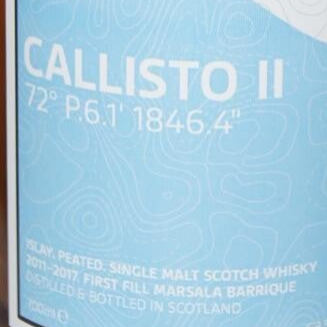 CALLISTO II
72° P.6.1' 1846.4"
ISLAY. PEATED. SINGLE MALT SCOTCH WHISKY
2011-2017. FIRST FILL MARSALA BARRIQUE
DISTILLED & BOTTLED IN SCOTLAND
700ml ℮